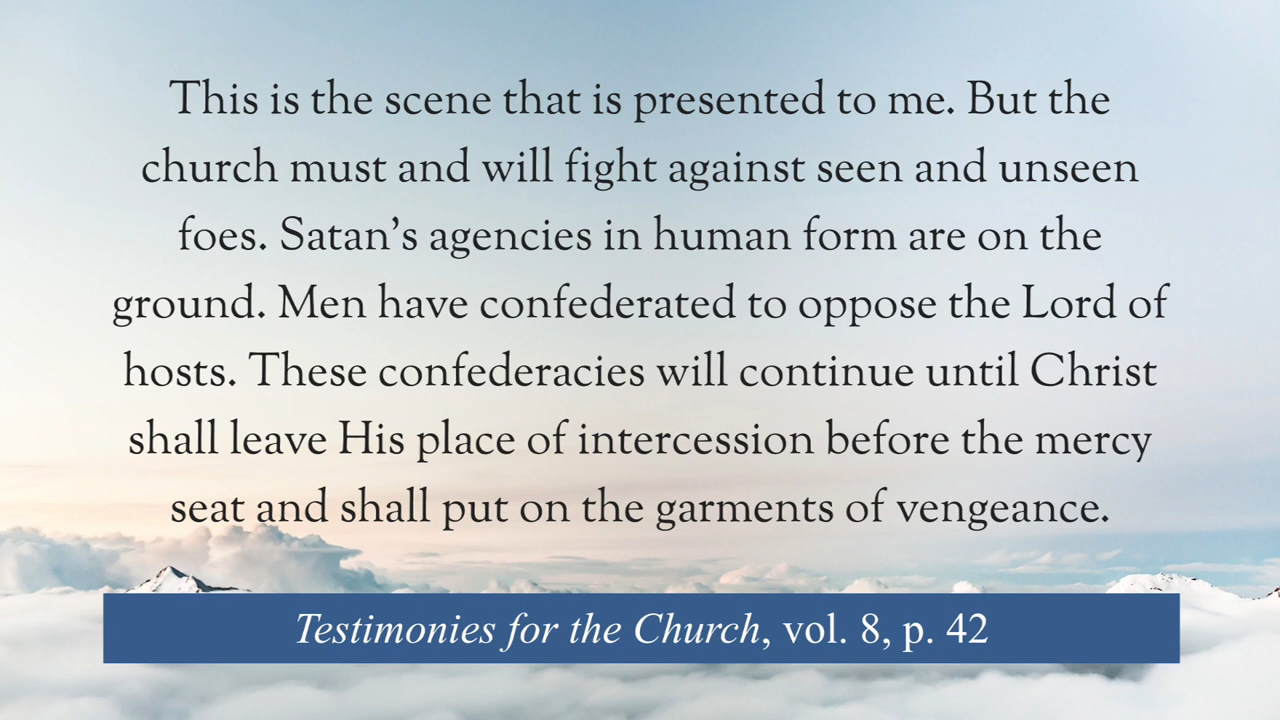 This is the scene that is presented to me. But the
church must and will fight against seen and unseen
foes. Satan’s agencies in human form are on the
ground. Men have confederated to oppose the Lord of
hosts. These confederacies will continue until Christ
shall leave His place of intercession before the mercy
seat and shall put on the garments of vengeance.
Testimonies for the Church, vol. 8, p. 42